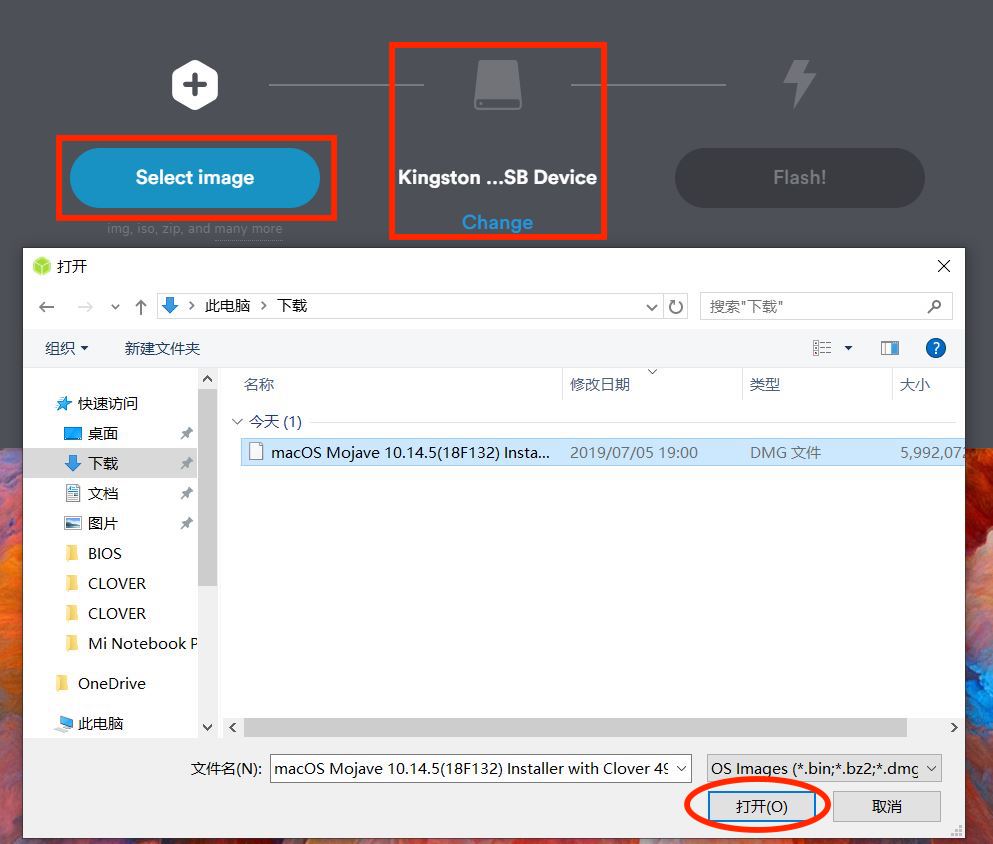 Select image
Kingston ...SB Device
Flash!
Change
img, iso, zip, and many more
打开
此电脑 > 下载
搜索"下载"
组织
新建文件夹
名称 修改日期 类型 大小
快速访问
今天 (1)
桌面
macOS Mojave 10.14.5(18F132) Insta... 2019/07/05 19:00 DMG 文件 5,992,072
下载
文档
图片
BIOS
CLOVER
CLOVER
Mi Notebook P
OneDrive
此电脑
文件名(N): macOS Mojave 10.14.5(18F132) Installer with Clover 49 OS Images (*.bin;*.bz2;*.dmg
打开(O) 取消